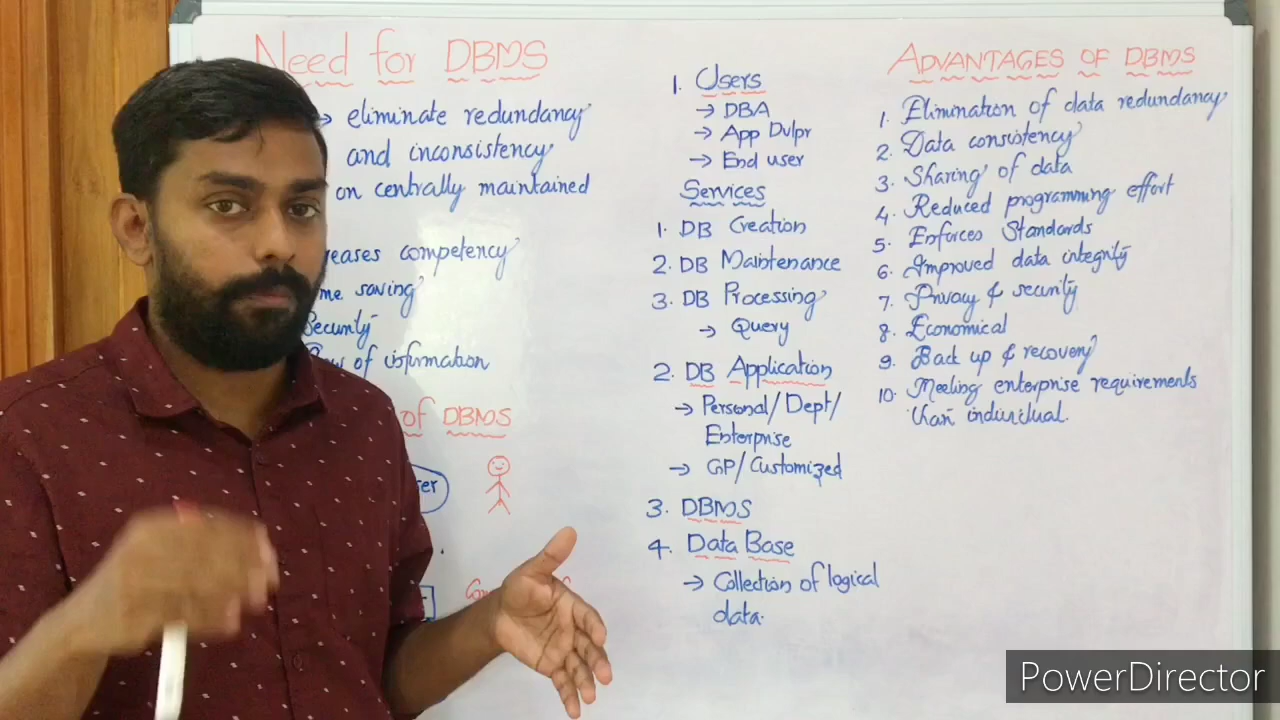 Need for DBMS
→ eliminate redundancy
and inconsistency
on centrally maintained
reases competency
me saving
Security
of information
of DBMS
1. Users
→ DBA
→ App Dvlpr
→ End user
Services
1. DB Creation
2. DB Maintenance
3. DB Processing
→ Query
2. DB Application
→ Personal/Dept/
Enterprise
→ GP/Customized
3. DBMS
4. Data Base
→ Collection of logical
data.
ADVANTAGES OF DBMS
1. Elimination of data redundancy
2. Data consistency
3. Sharing of data
4. Reduced programming effort
5. Enforces Standards
6. Improved data integrity
7. Privacy & security
8. Economical
9. Back up & recovery
10. Meeting enterprise requirements
than individual.
PowerDirector